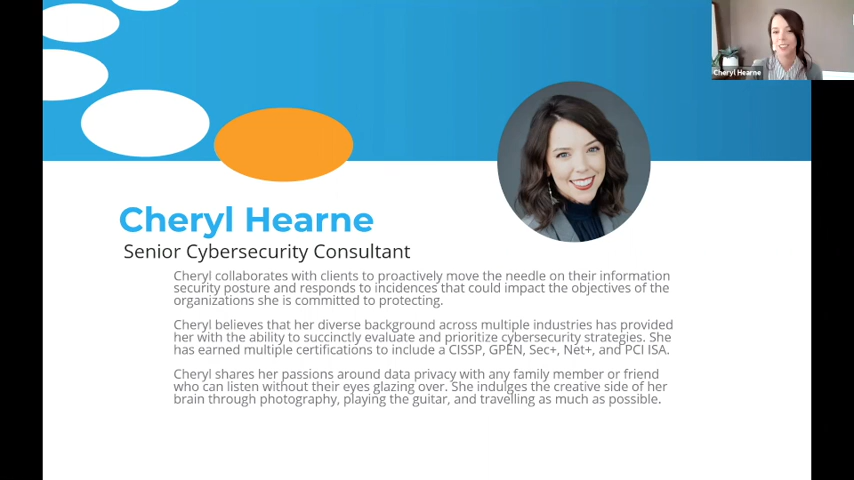 Cheryl Hearne
Cheryl Hearne
Senior Cybersecurity Consultant
Cheryl collaborates with clients to proactively move the needle on their information
security posture and responds to incidences that could impact the objectives of the
organizations she is committed to protecting.
Cheryl believes that her diverse background across multiple industries has provided
her with the ability to succinctly evaluate and prioritize cybersecurity strategies. She
has earned multiple certifications to include a CISSP, GPEN, Sec+, Net+, and PCI ISA.
Cheryl shares her passions around data privacy with any family member or friend
who can listen without their eyes glazing over. She indulges the creative side of her
brain through photography, playing the guitar, and travelling as much as possible.